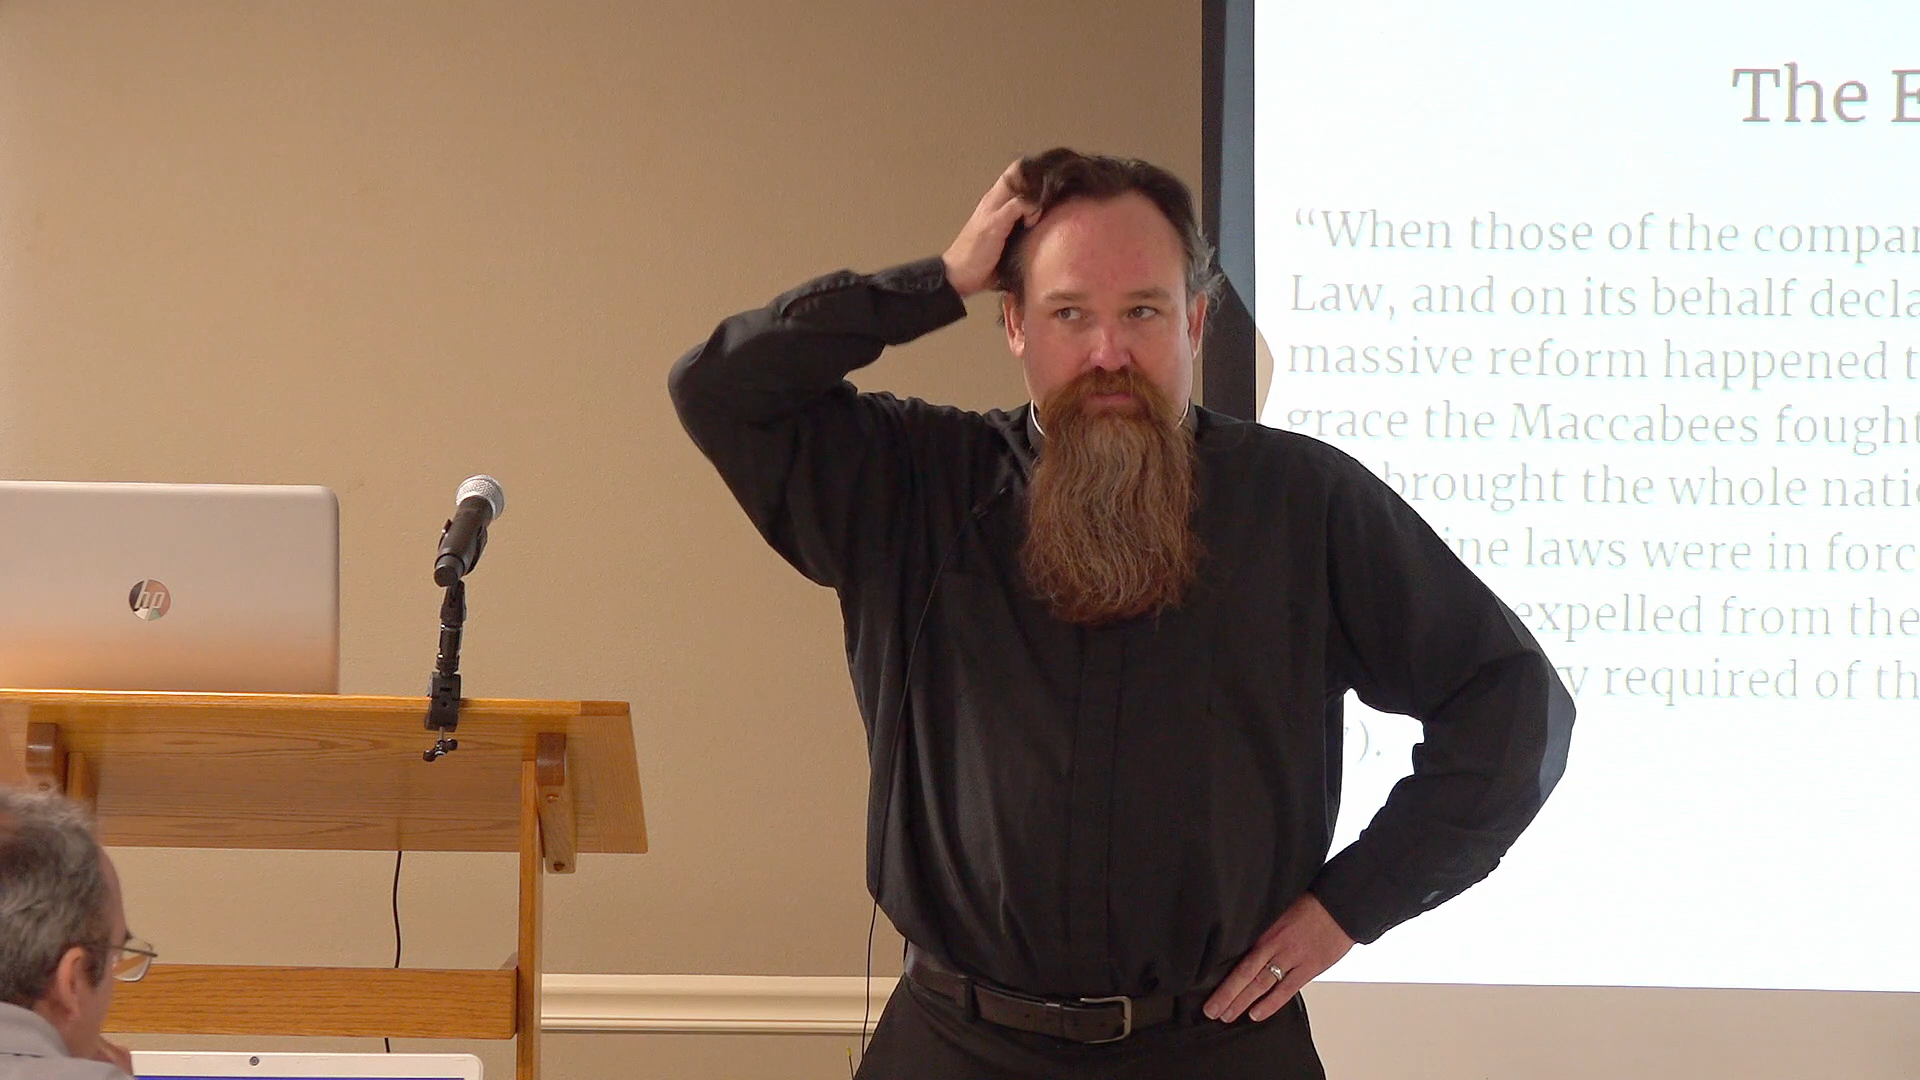 The E
“When those of the compan
Law, and on its behalf decla
massive reform happened t
grace the Maccabees fought
brought the whole natio
ine laws were in forc
expelled from the
y required of th
).
hp